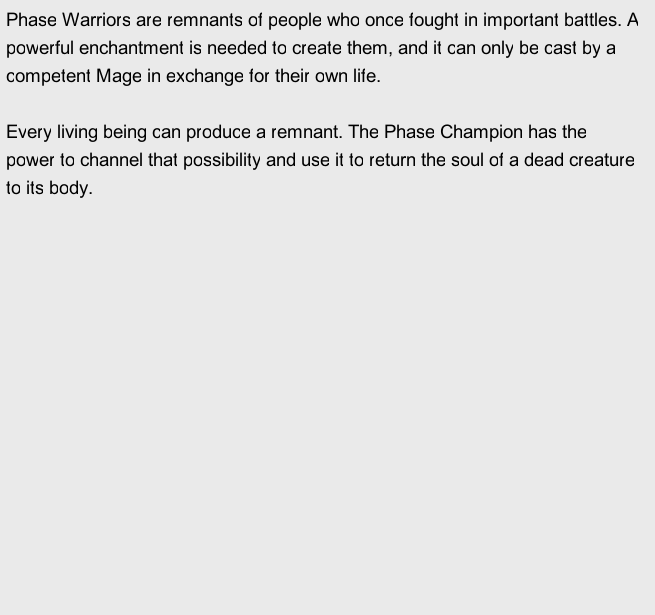 Phase Warriors are remnants of people who once fought in important battles. A
powerful enchantment is needed to create them, and it can only be cast by a
competent Mage in exchange for their own life.
Every living being can produce a remnant. The Phase Champion has the
power to channel that possibility and use it to return the soul of a dead creature
to its body.